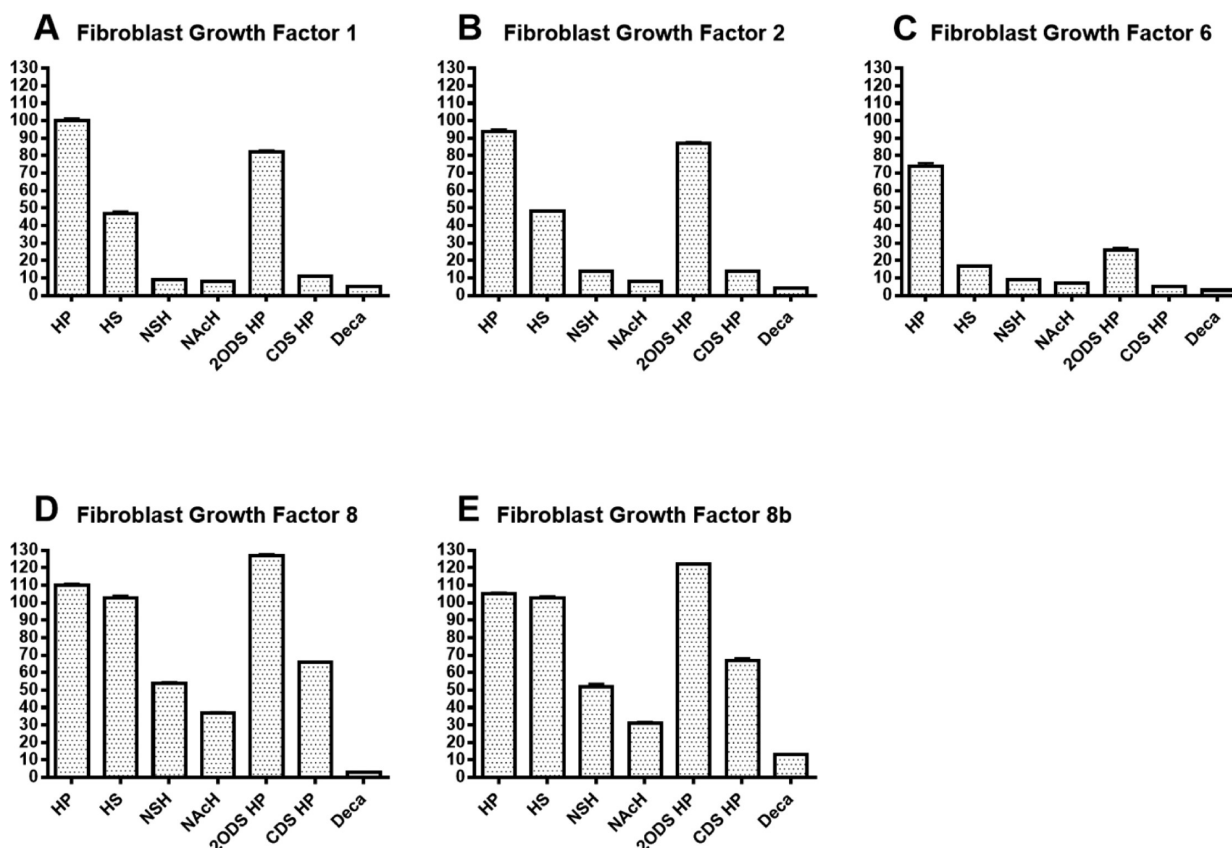 A Fibroblast Growth Factor 1
130
120
110
100
90
80
70
60
50
40
30
20
10
0
HP
HS
NSH
NAcH
2ODS HP
CDS HP
Deca
B Fibroblast Growth Factor 2
130
120
110
100
90
80
70
60
50
40
30
20
10
0
HP
HS
NSH
NAcH
2ODS HP
CDS HP
Deca
C Fibroblast Growth Factor 6
130
120
110
100
90
80
70
60
50
40
30
20
10
0
HP
HS
NSH
NAcH
2ODS HP
CDS HP
Deca
D Fibroblast Growth Factor 8
130
120
110
100
90
80
70
60
50
40
30
20
10
0
HP
HS
NSH
NAcH
2ODS HP
CDS HP
Deca
E Fibroblast Growth Factor 8b
130
120
110
100
90
80
70
60
50
40
30
20
10
0
HP
HS
NSH
NAcH
2ODS HP
CDS HP
Deca